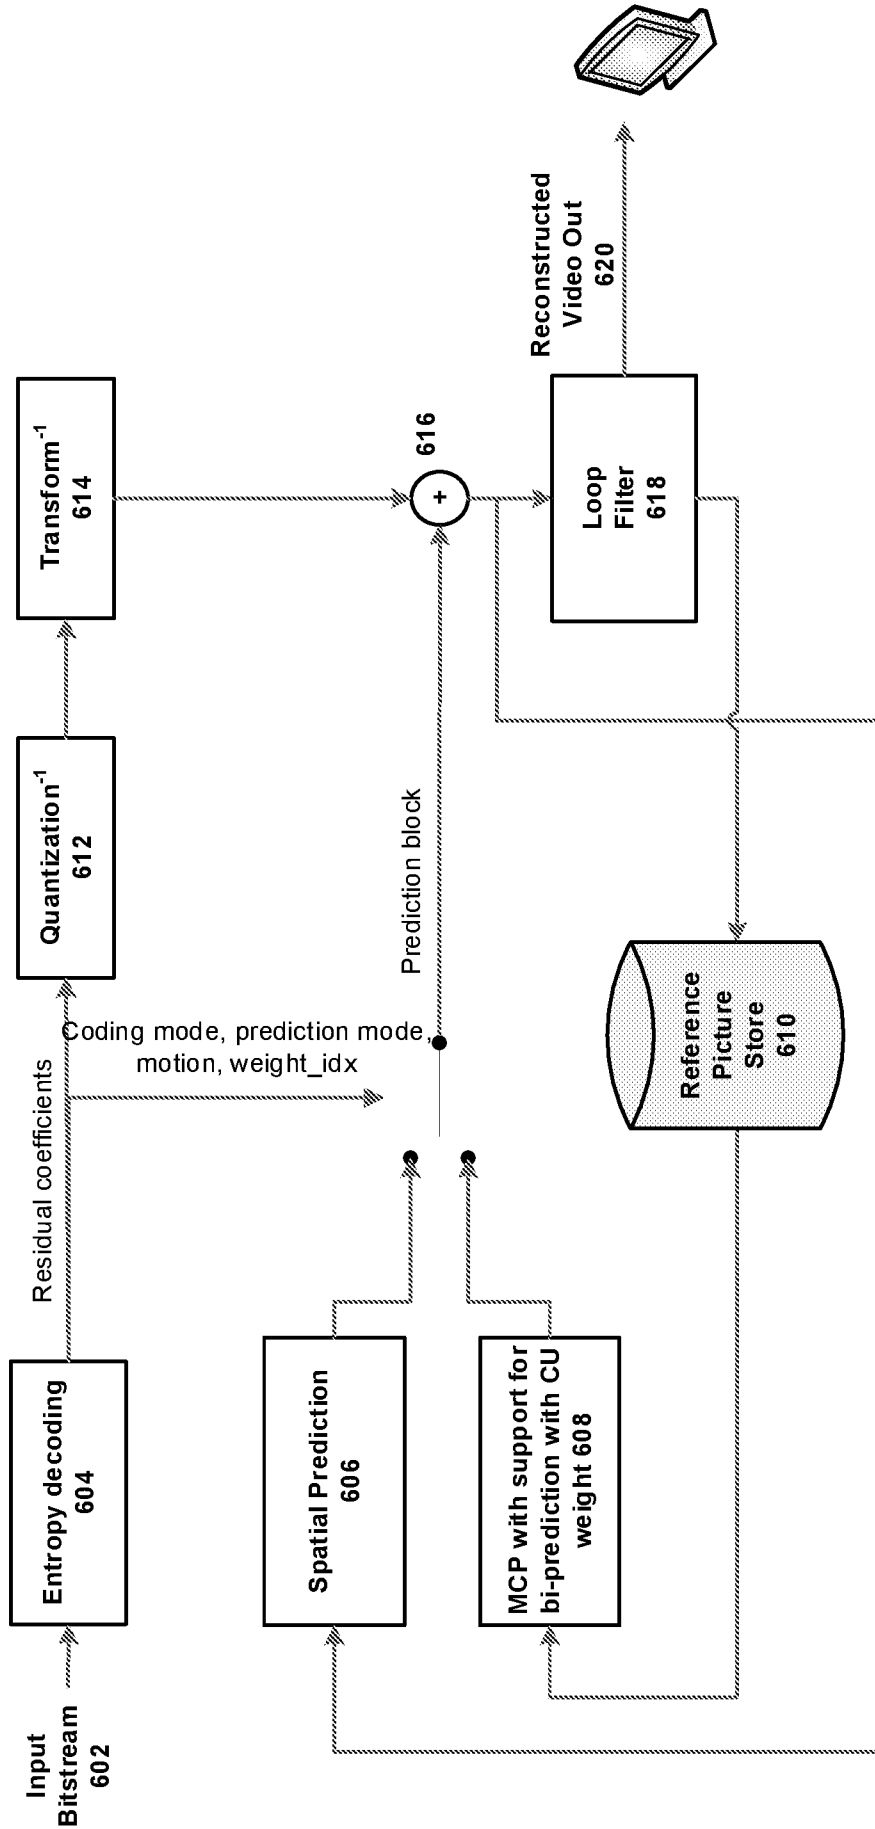 Input
Bitstream
602
Entropy decoding
604
Residual coefficients
Quantization-1
612
Transform-1
614
Coding mode, prediction mode,
motion, weight_idx
Spatial Prediction
606
MCP with support for
bi-prediction with CU
weight 608
Prediction block
+
616
Loop
Filter
618
Reconstructed
Video Out
620
Reference
Picture
Store
610